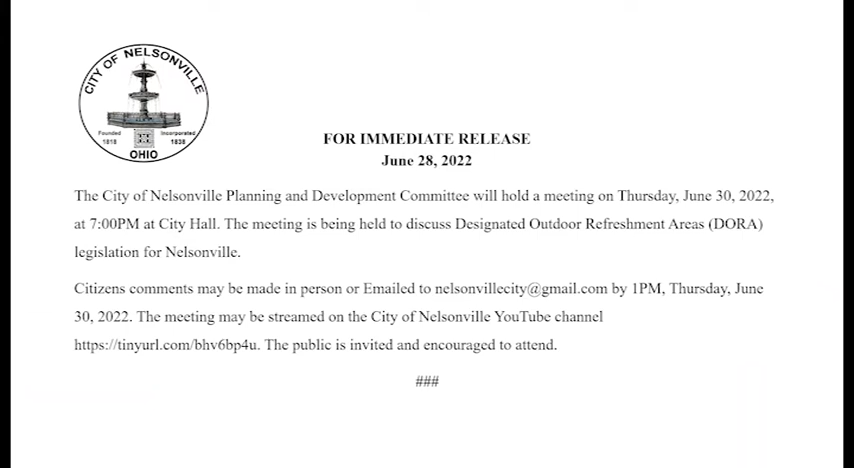 CITY OF NELSONVILLE
Founded Incorporated
1818 1838
OHIO
FOR IMMEDIATE RELEASE
June 28, 2022
The City of Nelsonville Planning and Development Committee will hold a meeting on Thursday, June 30, 2022,
at 7:00PM at City Hall. The meeting is being held to discuss Designated Outdoor Refreshment Areas (DORA)
legislation for Nelsonville.
Citizens comments may be made in person or Emailed to nelsonvillecity@gmail.com by 1PM, Thursday, June
30, 2022. The meeting may be streamed on the City of Nelsonville YouTube channel
https://tinyurl.com/bhv6bp4u. The public is invited and encouraged to attend.
###